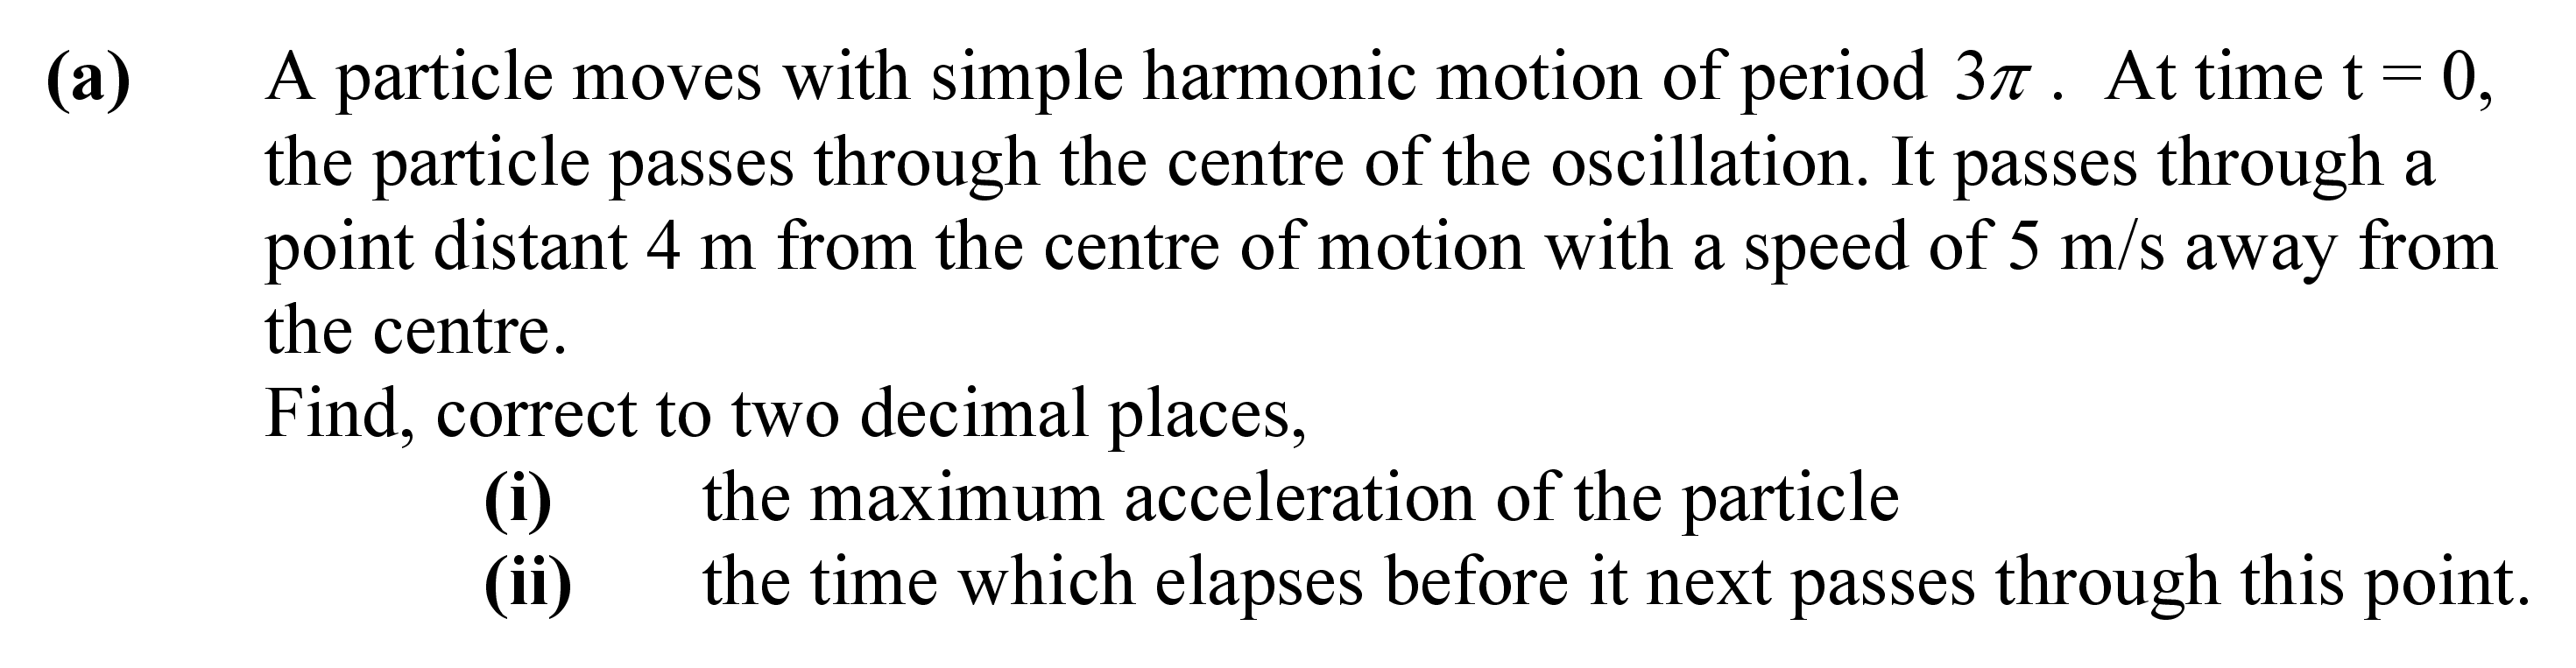 (a) A particle moves with simple harmonic motion of period 3π . At time t = 0,
the particle passes through the centre of the oscillation. It passes through a
point distant 4 m from the centre of motion with a speed of 5 m/s away from
the centre.
Find, correct to two decimal places,
(i) the maximum acceleration of the particle
(ii) the time which elapses before it next passes through this point.